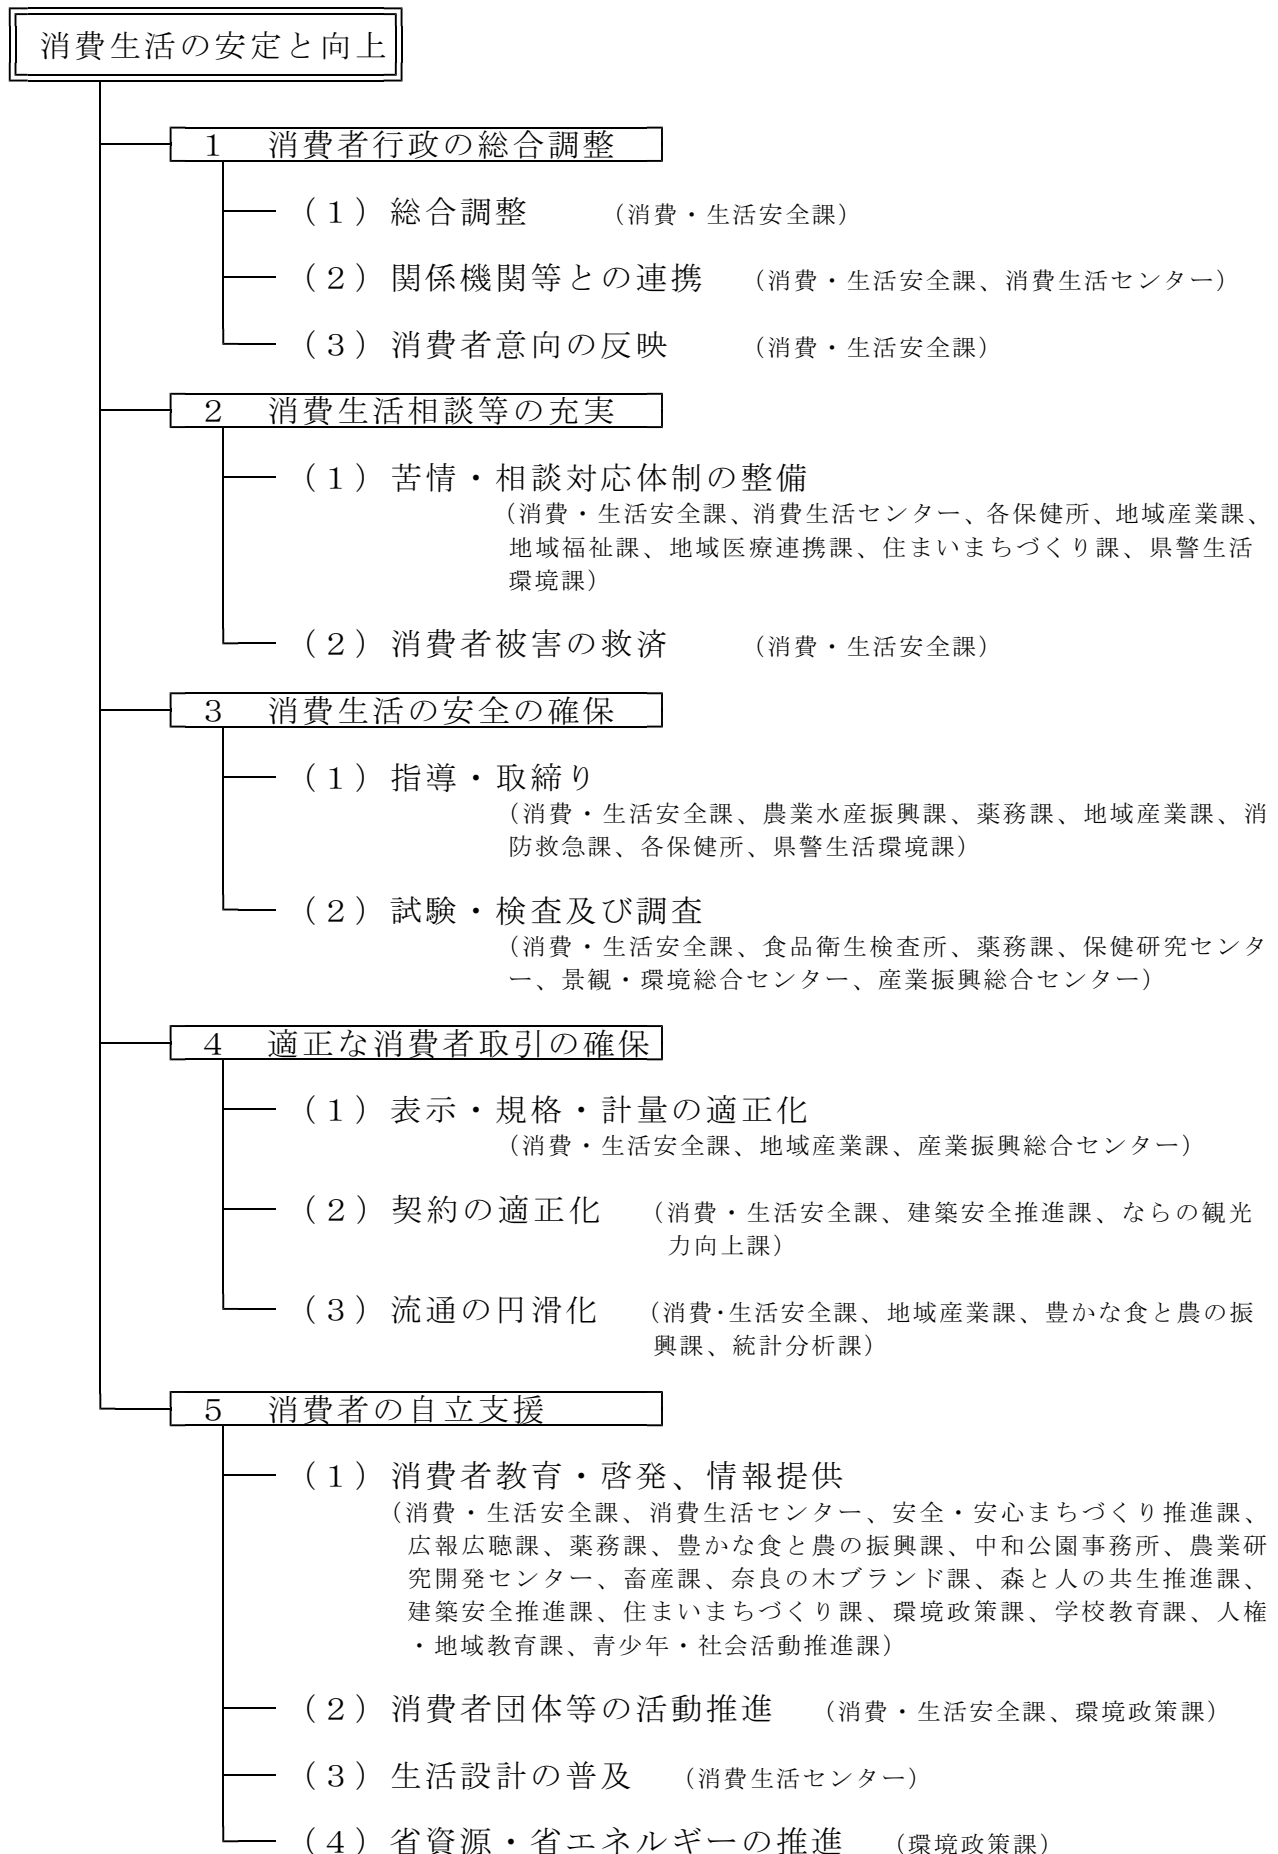 消費生活の安定と向上
１　消費者行政の総合調整
（１）総合調整　（消費・生活安全課）
（２）関係機関等との連携　（消費・生活安全課、消費生活センター）
（３）消費者意向の反映　（消費・生活安全課）
２　消費生活相談等の充実
（１）苦情・相談対応体制の整備
（消費・生活安全課、消費生活センター、各保健所、地域産業課、
地域福祉課、地域医療連携課、住まいまちづくり課、県警生活
環境課）
（２）消費者被害の救済　（消費・生活安全課）
３　消費生活の安全の確保
（１）指導・取締り
（消費・生活安全課、農業水産振興課、薬務課、地域産業課、消
防救急課、各保健所、県警生活環境課）
（２）試験・検査及び調査
（消費・生活安全課、食品衛生検査所、薬務課、保健研究センタ
ー、景観・環境総合センター、産業振興総合センター）
４　適正な消費者取引の確保
（１）表示・規格・計量の適正化
（消費・生活安全課、地域産業課、産業振興総合センター）
（２）契約の適正化　（消費・生活安全課、建築安全推進課、ならの観光
力向上課）
（３）流通の円滑化　（消費・生活安全課、地域産業課、豊かな食と農の振
興課、統計分析課）
５　消費者の自立支援
（１）消費者教育・啓発、情報提供
（消費・生活安全課、消費生活センター、安全・安心まちづくり推進課、
広報広聴課、薬務課、豊かな食と農の振興課、中和公園事務所、農業研
究開発センター、畜産課、奈良の木ブランド課、森と人の共生推進課、
建築安全推進課、住まいまちづくり課、環境政策課、学校教育課、人権
・地域教育課、青少年・社会活動推進課）
（２）消費者団体等の活動推進　（消費・生活安全課、環境政策課）
（３）生活設計の普及　（消費生活センター）
（４）省資源・省エネルギーの推進　（環境政策課）